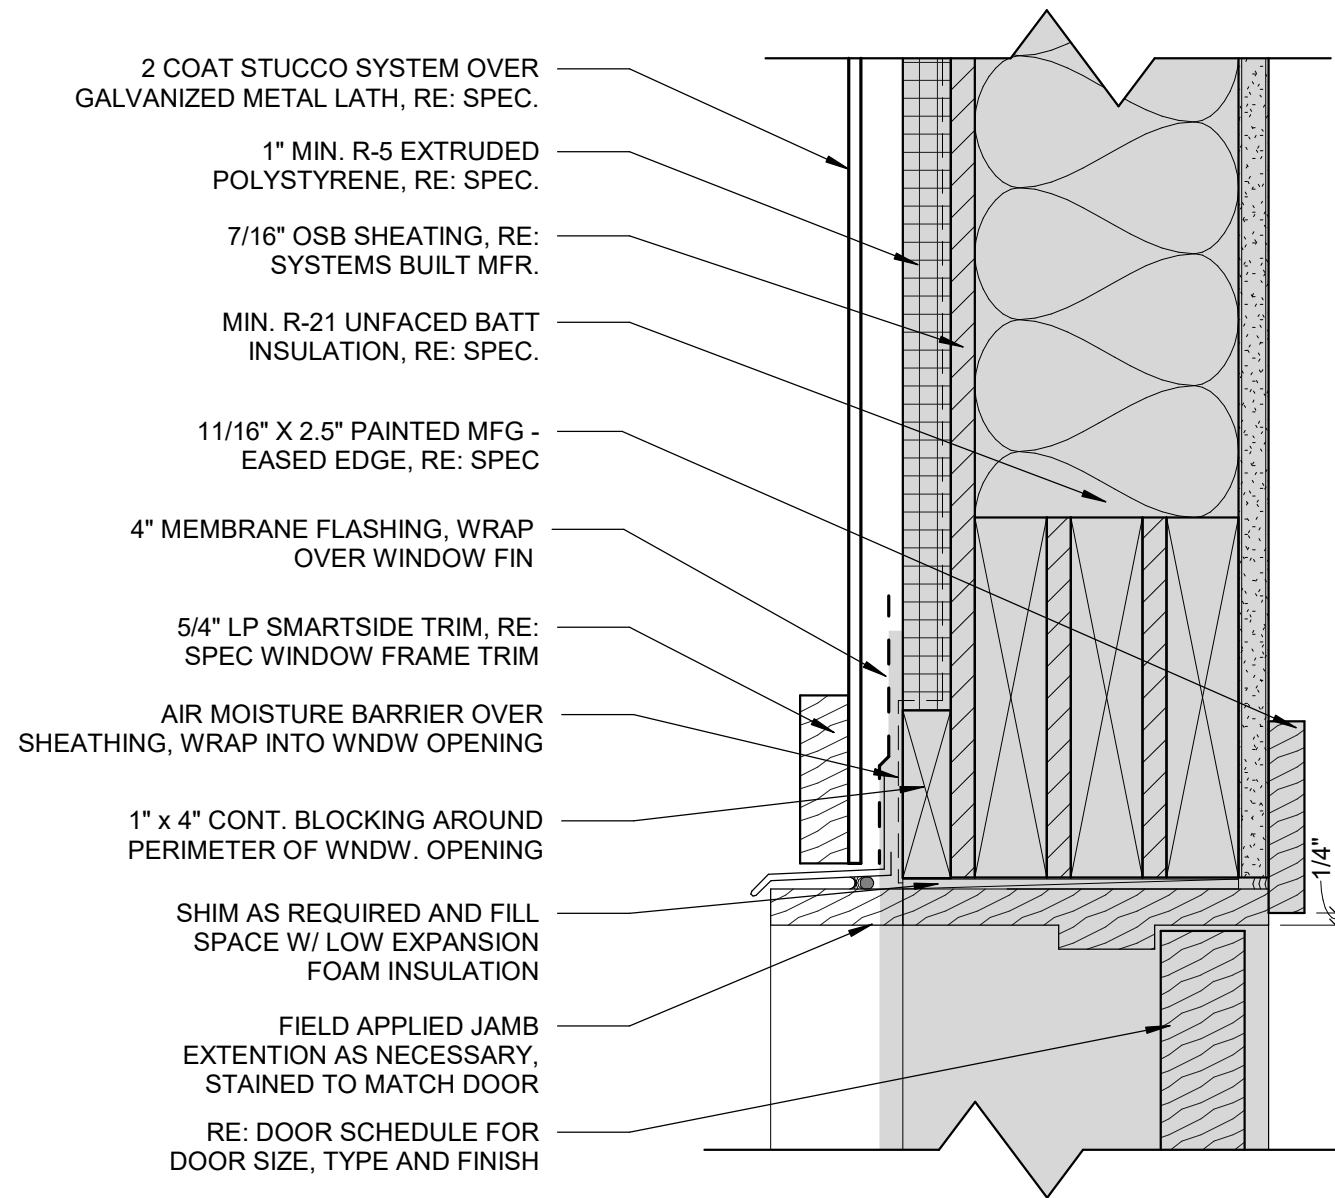 2 COAT STUCCO SYSTEM OVER
GALVANIZED METAL LATH, RE: SPEC.
1" MIN. R-5 EXTRUDED
POLYSTYRENE, RE: SPEC.
7/16" OSB SHEATING, RE:
SYSTEMS BUILT MFR.
MIN. R-21 UNFACED BATT
INSULATION, RE: SPEC.
11/16" X 2.5" PAINTED MFG -
EASED EDGE, RE: SPEC
4" MEMBRANE FLASHING, WRAP
OVER WINDOW FIN
5/4" LP SMARTSIDE TRIM, RE:
SPEC WINDOW FRAME TRIM
AIR MOISTURE BARRIER OVER
SHEATHING, WRAP INTO WNDW OPENING
1" x 4" CONT. BLOCKING AROUND
PERIMETER OF WNDW. OPENING
SHIM AS REQUIRED AND FILL
SPACE W/ LOW EXPANSION
FOAM INSULATION
FIELD APPLIED JAMB
EXTENTION AS NECESSARY,
STAINED TO MATCH DOOR
RE: DOOR SCHEDULE FOR
DOOR SIZE, TYPE AND FINISH
1/4"